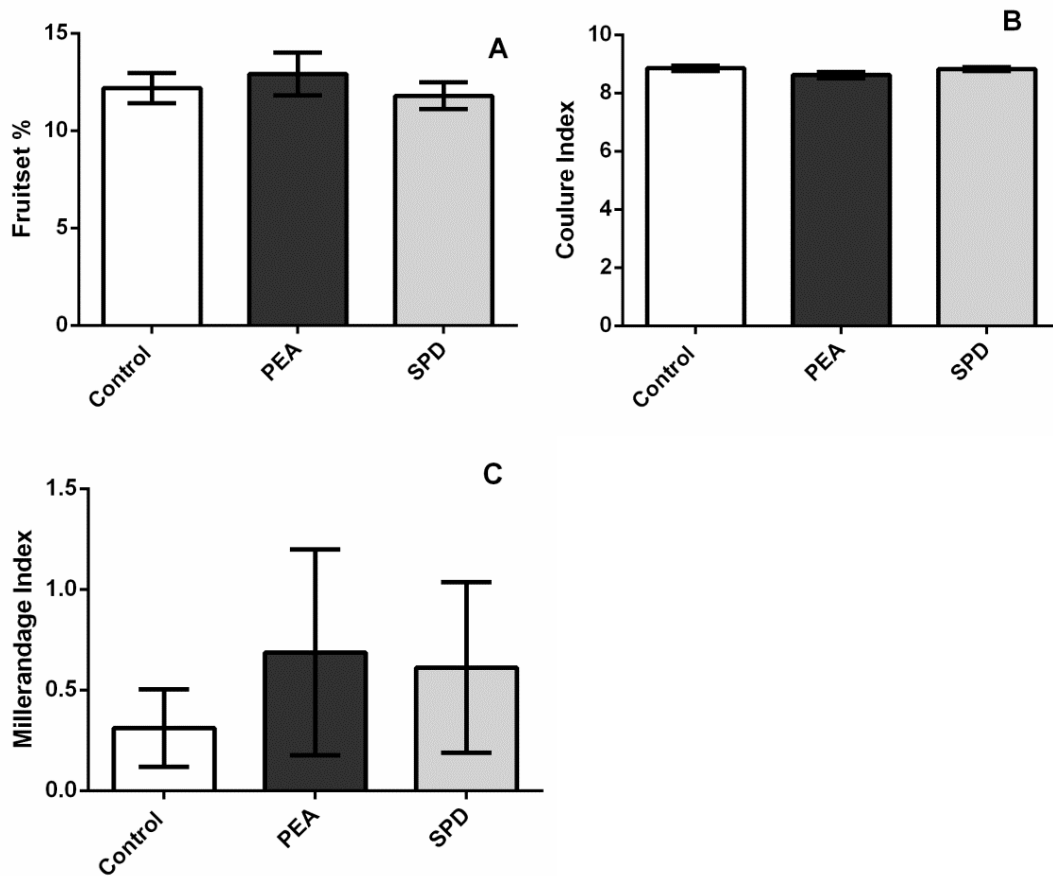 A
Fruitset %
15
10
5
0
Control
PEA
SPD
B
Coulure Index
10
8
6
4
2
0
Control
PEA
SPD
C
Millerandage Index
1.5
1.0
0.5
0.0
Control
PEA
SPD